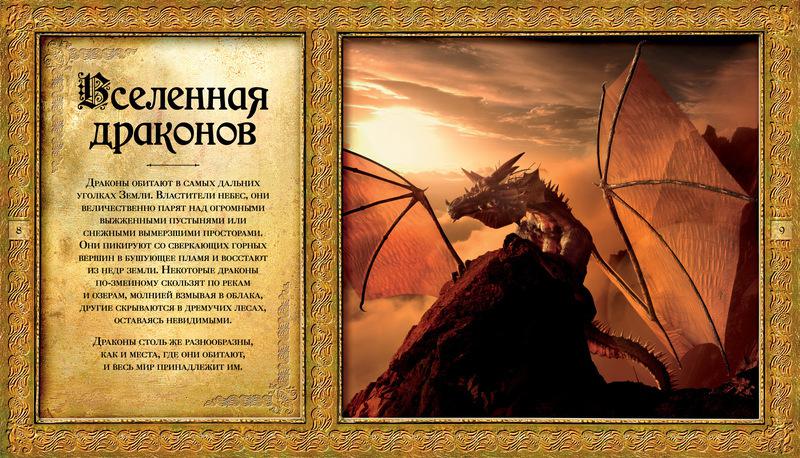 Вселенная
драконов
Драконы обитают в самых дальних
уголках Земли. Властители небес, они
величественно парят над огромными
выжженными пустынями или
снежными вымерзшими просторами.
Они пикируют со сверкающих горных
вершин в бушующее пламя и восстают
из недр земли. Некоторые драконы
по-змеиному скользят по рекам
и озерам, молнией взмывая в облака,
другие скрываются в дремучих лесах,
оставаясь невидимыми.
Драконы столь же разнообразны,
как и места, где они обитают,
и весь мир принадлежит им.
8
9